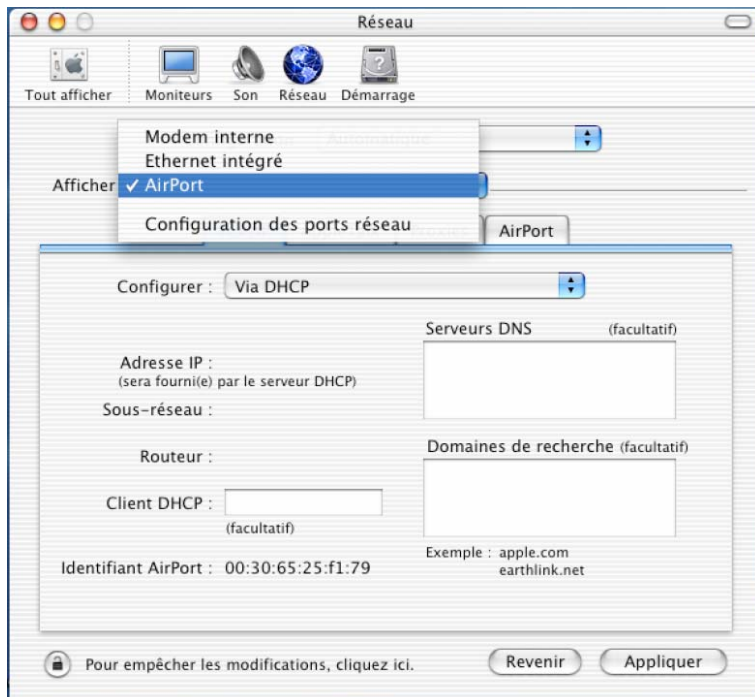 Réseau
Tout afficher
Moniteurs
Son
Réseau
Démarrage
Automatique
Modem interne
Ethernet intégré
Afficher ✓ AirPort
Configuration des ports réseau
AirPort
Configurer : Via DHCP
Serveurs DNS (facultatif)
Adresse IP :
(sera fourni(e) par le serveur DHCP)
Sous-réseau :
Routeur :
Domaines de recherche (facultatif)
Client DHCP :
(facultatif)
Identifiant AirPort : 00:30:65:25:f1:79
Exemple : apple.com
earthlink.net
Pour empêcher les modifications, cliquez ici.
Revenir
Appliquer